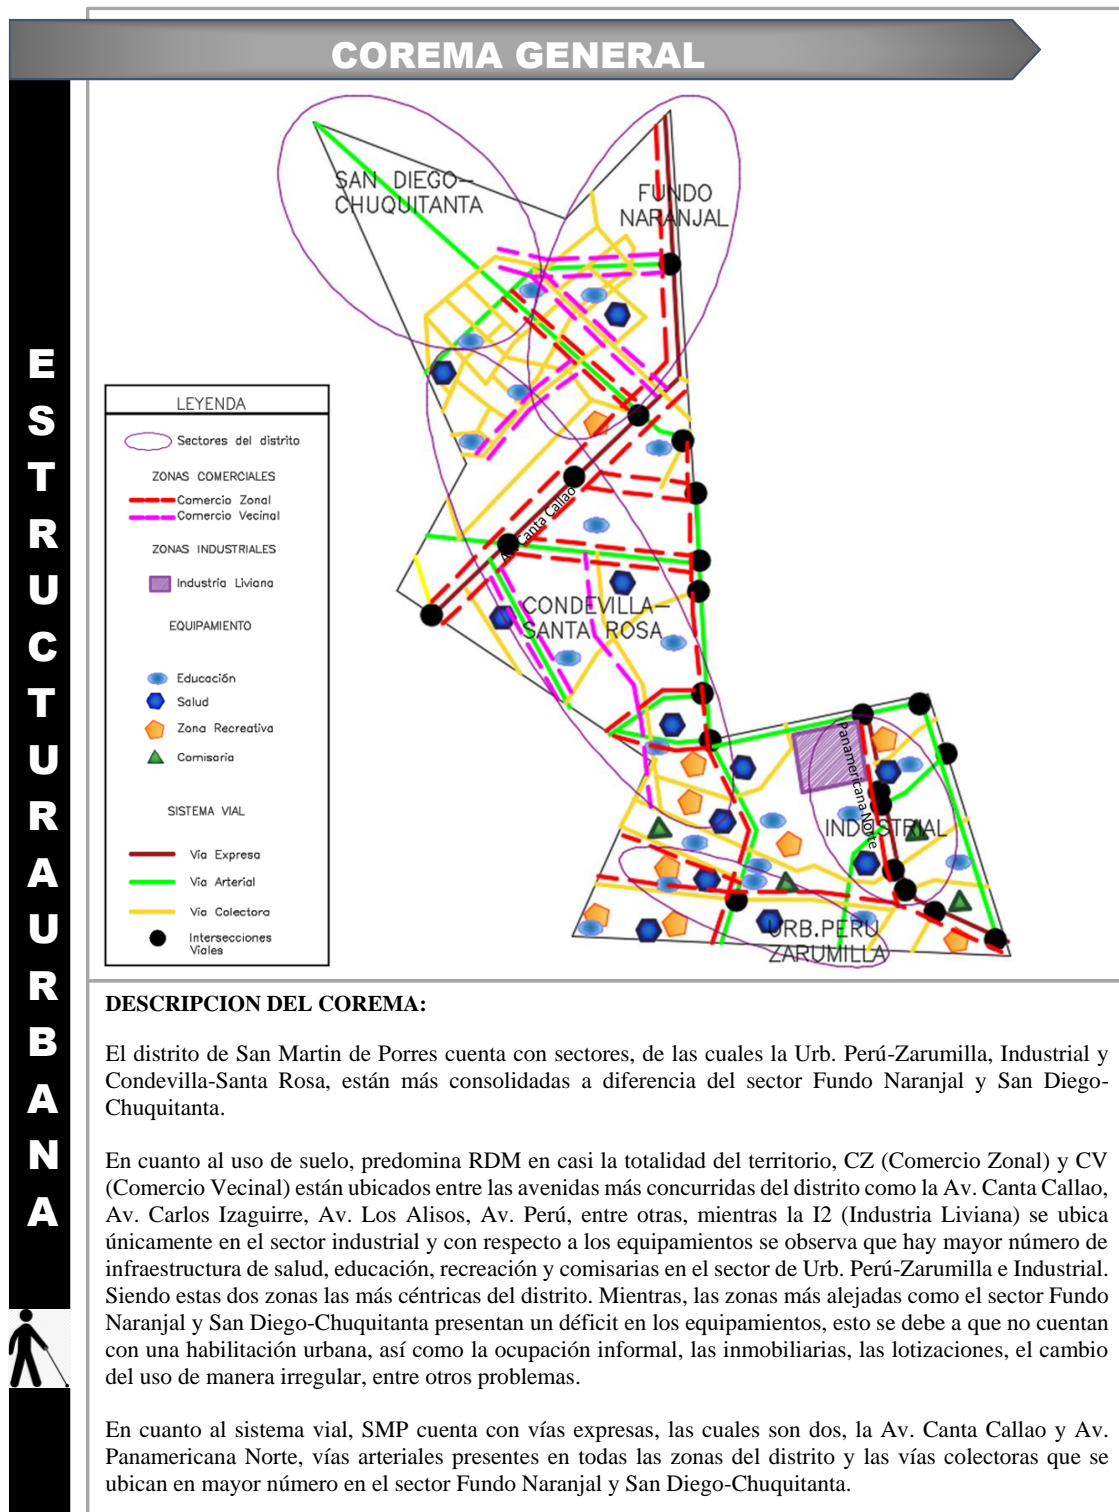 COREMA GENERAL
ESTRUCTURA URBANA
SAN DIEGO–
CHUQUITANTA
FUNDO
NARANJAL
LEYENDA
Sectores del distrito
ZONAS COMERCIALES
Comercio Zonal
Comercio Vecinal
ZONAS INDUSTRIALES
Industria Liviana
EQUIPAMIENTO
Educación
Salud
Zona Recreativa
Comisaria
SISTEMA VIAL
Vía Expresa
Vía Arterial
Vía Colectora
Intersecciones
Viales
Av. Canta Callao
CONDEVILLA–
SANTA ROSA
Panamericana Norte
INDUSTRIAL
URB.PERU
ZARUMILLA
DESCRIPCION DEL COREMA:
El distrito de San Martin de Porres cuenta con sectores, de las cuales la Urb. Perú-Zarumilla, Industrial y
Condevilla-Santa Rosa, están más consolidadas a diferencia del sector Fundo Naranjal y San Diego-
Chuquitanta.
En cuanto al uso de suelo, predomina RDM en casi la totalidad del territorio, CZ (Comercio Zonal) y CV
(Comercio Vecinal) están ubicados entre las avenidas más concurridas del distrito como la Av. Canta Callao,
Av. Carlos Izaguirre, Av. Los Alisos, Av. Perú, entre otras, mientras la I2 (Industria Liviana) se ubica
únicamente en el sector industrial y con respecto a los equipamientos se observa que hay mayor número de
infraestructura de salud, educación, recreación y comisarias en el sector de Urb. Perú-Zarumilla e Industrial.
Siendo estas dos zonas las más céntricas del distrito. Mientras, las zonas más alejadas como el sector Fundo
Naranjal y San Diego-Chuquitanta presentan un déficit en los equipamientos, esto se debe a que no cuentan
con una habilitación urbana, así como la ocupación informal, las inmobiliarias, las lotizaciones, el cambio
del uso de manera irregular, entre otros problemas.
En cuanto al sistema vial, SMP cuenta con vías expresas, las cuales son dos, la Av. Canta Callao y Av.
Panamericana Norte, vías arteriales presentes en todas las zonas del distrito y las vías colectoras que se
ubican en mayor número en el sector Fundo Naranjal y San Diego-Chuquitanta.